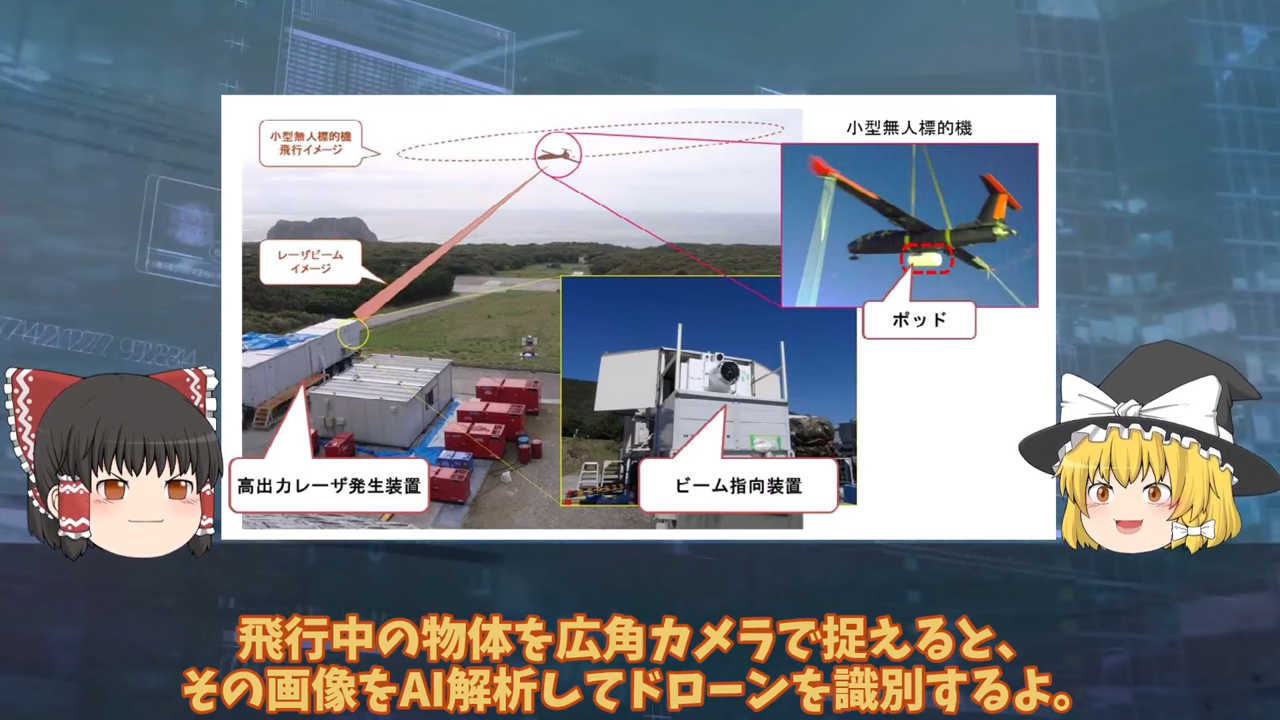 小型無人標的機
飛行イメージ
小型無人標的機
レーザビーム
イメージ
ポッド
高出力レーザ発生装置
ビーム指向装置
飛行中の物体を広角カメラで捉えると、
その画像をAI解析してドローンを識別するよ。